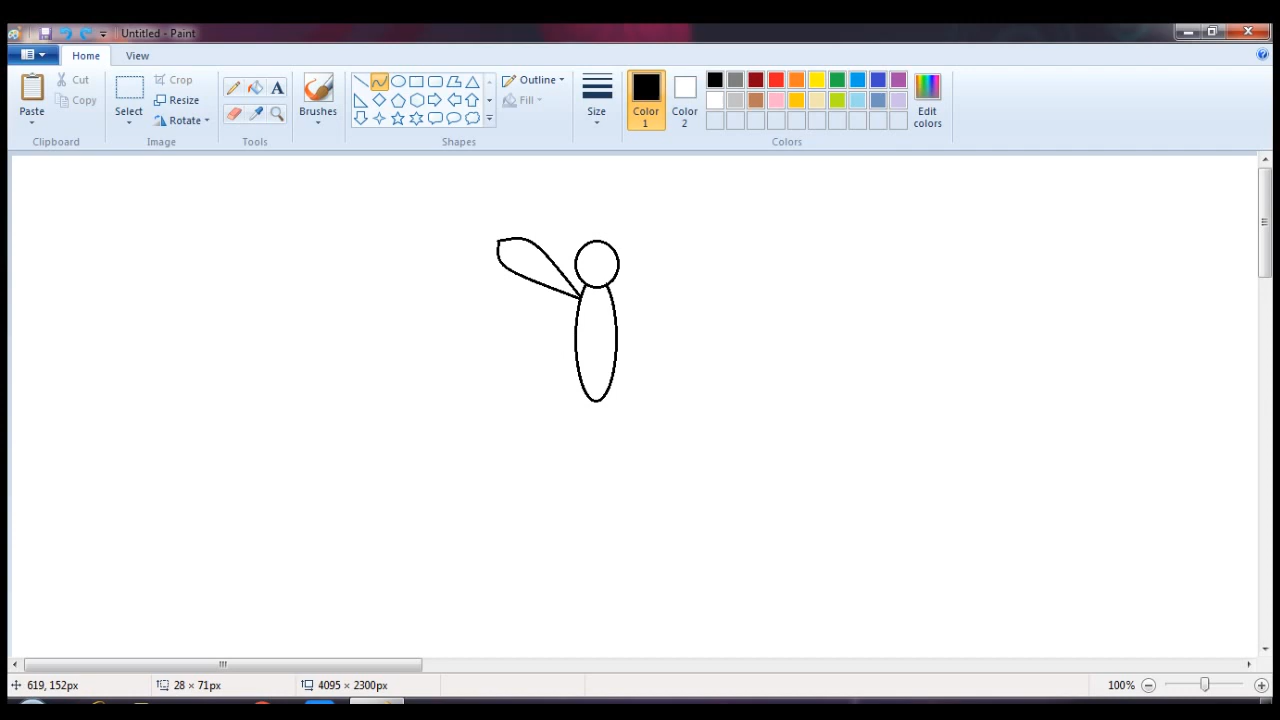 Untitled - Paint
Home View
Paste Cut Copy Select Crop Resize Rotate Brushes Outline Fill Size Color 1 Color 2 Edit colors
Clipboard Image Tools Shapes Colors
619, 152px 28 × 71px 4095 × 2300px 100%